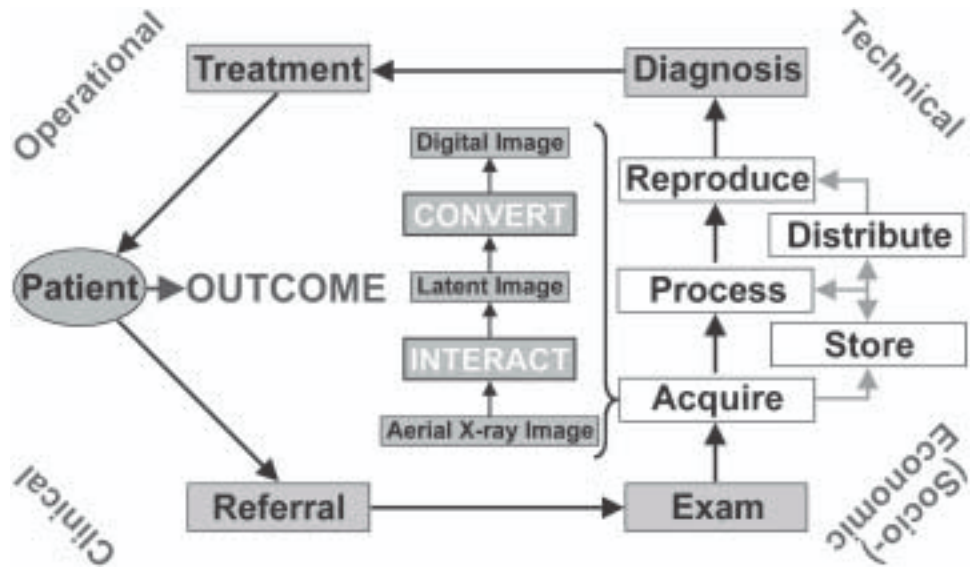 Operational
Treatment
Diagnosis
Technical
Digital Image
CONVERT
Latent Image
INTERACT
Aerial X-ray Image
Reproduce
Distribute
Process
Store
Acquire
Patient
OUTCOME
Clinical
Referral
Exam
(Socio-)
Economic